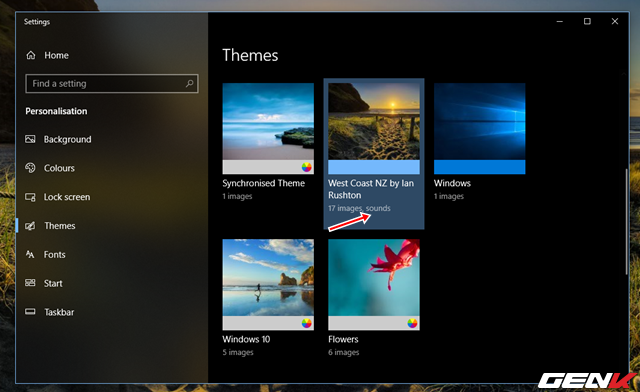 Settings
Home
Find a setting
Personalisation
Background
Colours
Lock screen
Themes
Fonts
Start
Taskbar
Themes
Synchronised Theme
1 images
West Coast NZ by Ian
Rushton
17 images, sounds
Windows
1 images
Windows 10
5 images
Flowers
6 images
GENK